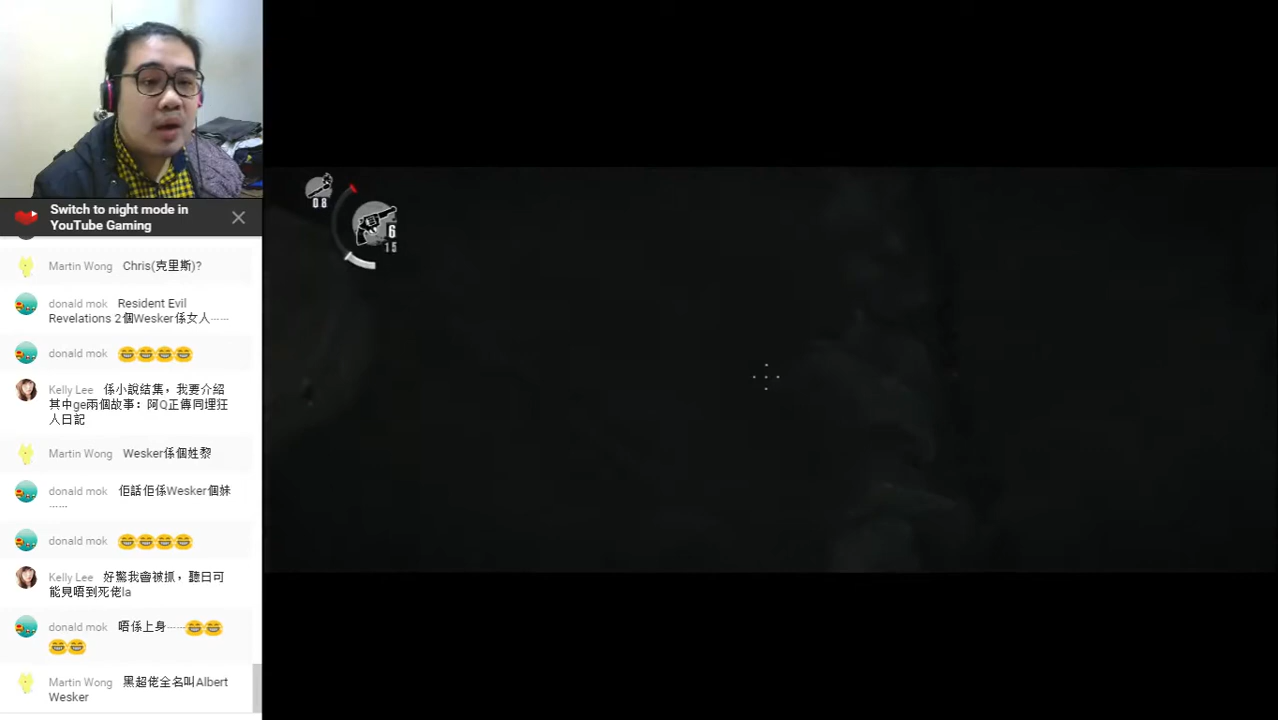 Switch to night mode in
YouTube Gaming
Martin Wong Chris(克里斯)?
donald mok Resident Evil
Revelations 2個Wesker係女人……
donald mok 😂😂😂😂
Kelly Lee 係小說結集，我要介紹
其中ge兩個故事：阿Q正傳同埋狂
人日記
Martin Wong Wesker係個姓黎
donald mok 佢話佢係Wesker個妹
……
donald mok 😂😂😂😂
Kelly Lee 好驚我會被抓，聽日可
能見唔到死佬la
donald mok 唔係上身……😂😂
😂😂
Martin Wong 黑超佬全名叫Albert
Wesker
08
6
15